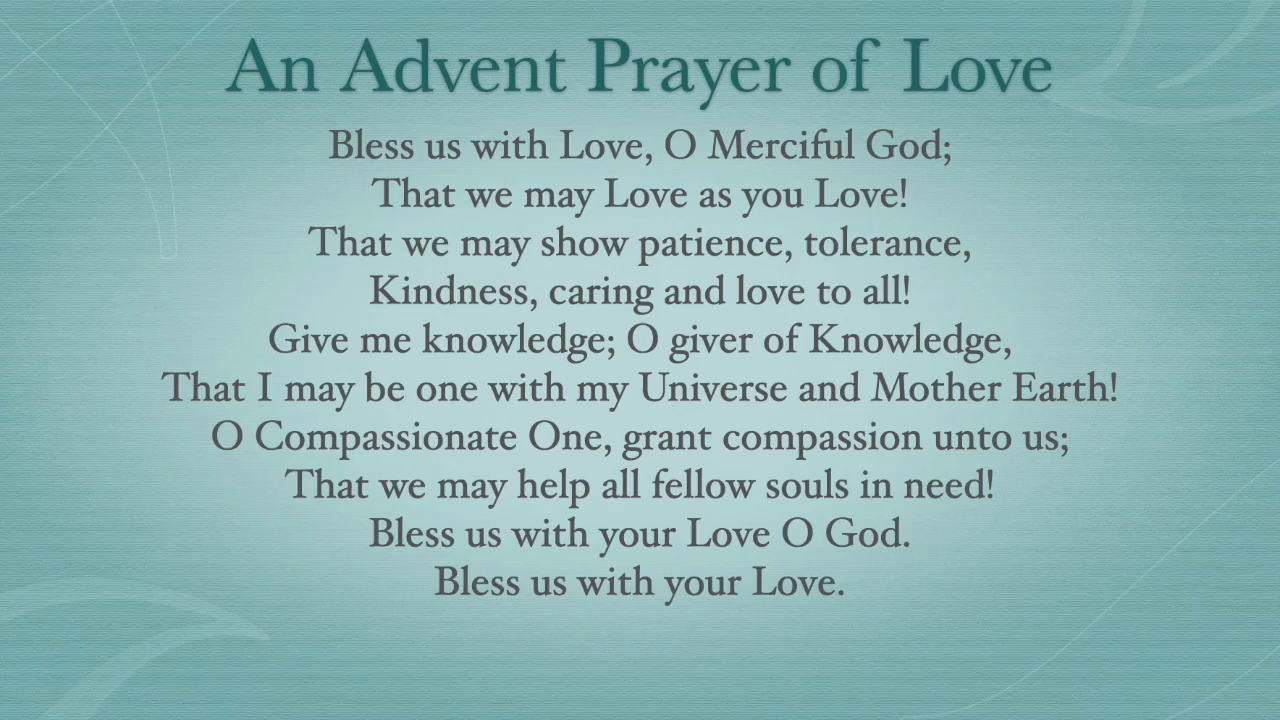 An Advent Prayer of Love
Bless us with Love, O Merciful God;
That we may Love as you Love!
That we may show patience, tolerance,
Kindness, caring and love to all!
Give me knowledge; O giver of Knowledge,
That I may be one with my Universe and Mother Earth!
O Compassionate One, grant compassion unto us;
That we may help all fellow souls in need!
Bless us with your Love O God.
Bless us with your Love.